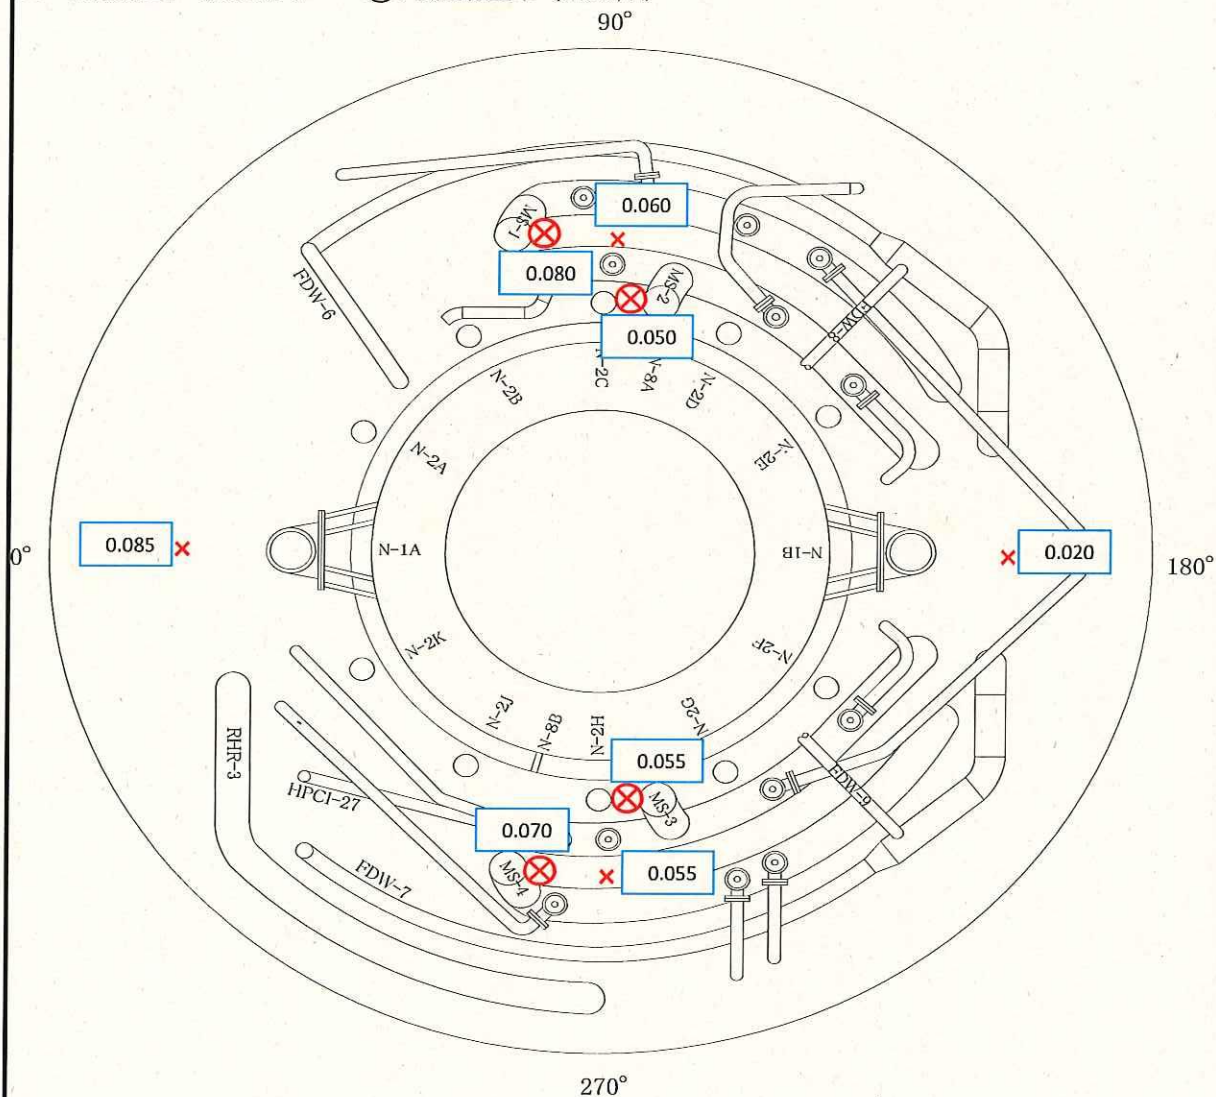 90°
0.060
MS-1
0.080
MS-2
FDW-6
0.050
FDW-8
N-2C
N-8A
N-2B
N-2D
N-2A
N-2E
0.085
0°
N-1A
N-1B
0.020
180°
N-2K
N-2F
N-2J
N-8B
N-2H
N-2G
RHR-3
0.055
HPCI-27
MS-3
FDW-9
0.070
FDW-7
MS-4
0.055
270°